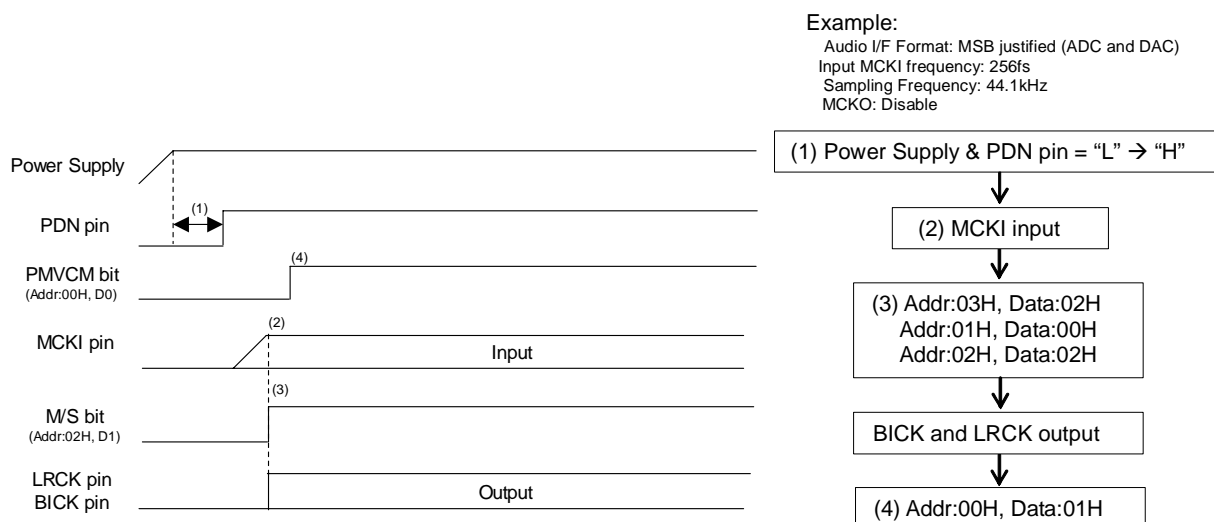 Example:
Audio I/F Format: MSB justified (ADC and DAC)
Input MCKI frequency: 256fs
Sampling Frequency: 44.1kHz
MCKO: Disable
Power Supply
(1)
PDN pin
PMVCM bit
(Addr:00H, D0)
(4)
MCKI pin
(2)
Input
M/S bit
(Addr:02H, D1)
(3)
LRCK pin
BICK pin
Output
(1) Power Supply & PDN pin = “L” → “H”
(2) MCKI input
(3) Addr:03H, Data:02H
Addr:01H, Data:00H
Addr:02H, Data:02H
BICK and LRCK output
(4) Addr:00H, Data:01H